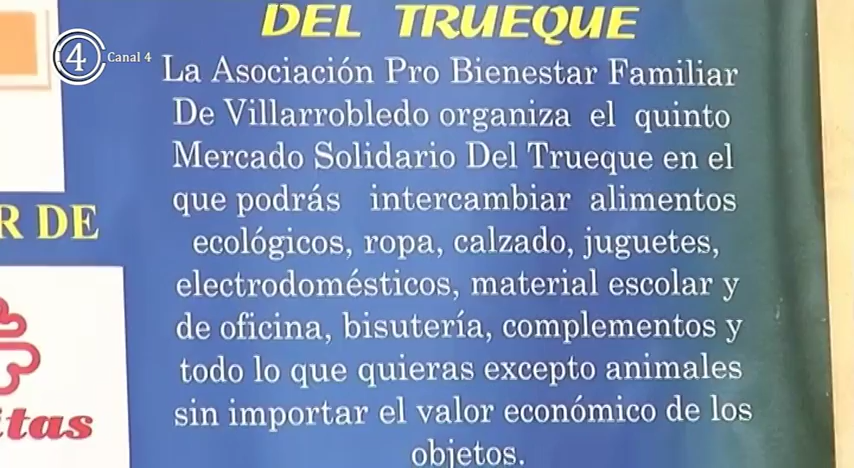 DEL TRUEQUE
4 Canal 4
La Asociación Pro Bienestar Familiar
De Villarrobledo organiza el quinto
Mercado Solidario Del Trueque en el
que podrás intercambiar alimentos
ecológicos, ropa, calzado, juguetes,
electrodomésticos, material escolar y
de oficina, bisutería, complementos y
todo lo que quieras excepto animales
sin importar el valor económico de los
objetos.
R DE
itas